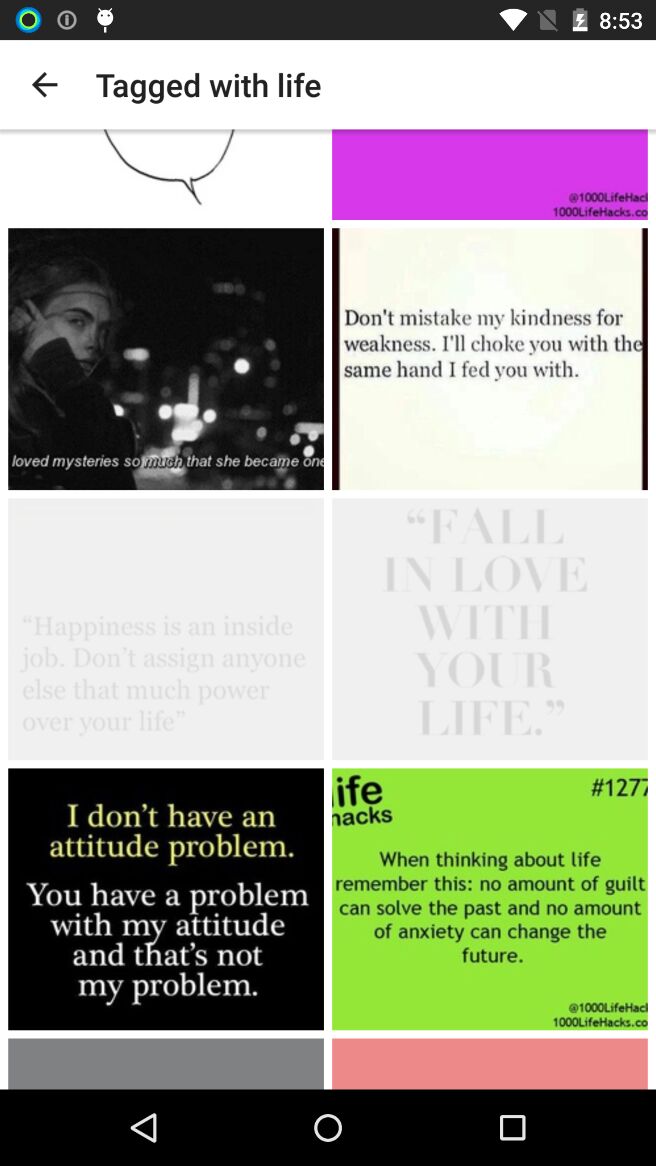 8:53
Tagged with life
@1000LifeHac
1000LifeHacks.co
loved mysteries so much that she became one
Don't mistake my kindness for
weakness. I'll choke you with the
same hand I fed you with.
“Happiness is an inside
job. Don’t assign anyone
else that much power
over your life”
“FALL
IN LOVE
WITH
YOUR
LIFE.”
I don’t have an
attitude problem.
You have a problem
with my attitude
and that’s not
my problem.
life
hacks
#1277
When thinking about life
remember this: no amount of guilt
can solve the past and no amount
of anxiety can change the
future.
@1000LifeHac
1000LifeHacks.co